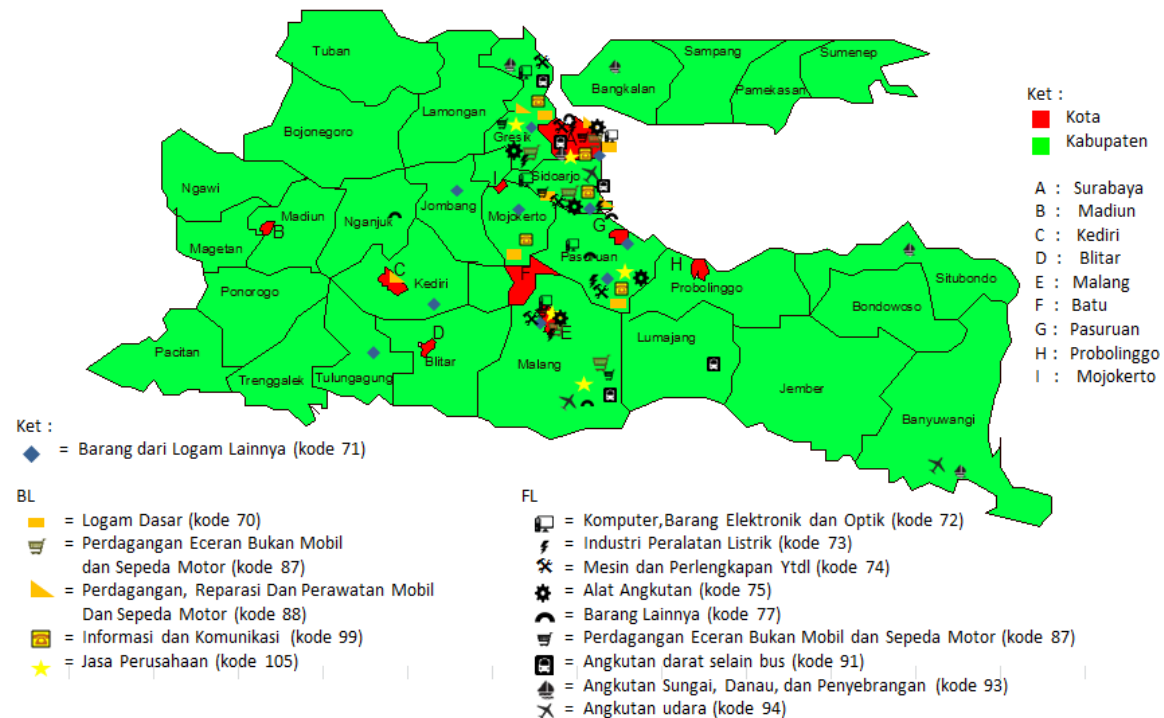 Tuban
Sampang
Sumenep
Bangkalan
Pamekasan
Lamongan
Bojonegoro
Gresik
A
Sidoarjo
Ngawi
I
Madiun
Nganjuk
Jombang
Mojokerto
B
G
Magetan
Pasuruan
C
Kediri
F
H
Probolinggo
Situbondo
Ponorogo
Bondowoso
D
E
Lumajang
Pacitan
Blitar
Malang
Trenggalek
Tulungagung
Jember
Banyuwangi
Ket :
Kota
Kabupaten
A : Surabaya
B : Madiun
C : Kediri
D : Blitar
E : Malang
F : Batu
G : Pasuruan
H : Probolinggo
I : Mojokerto
Ket :
= Barang dari Logam Lainnya (kode 71)
BL
= Logam Dasar (kode 70)
= Perdagangan Eceran Bukan Mobil
dan Sepeda Motor (kode 87)
= Perdagangan, Reparasi Dan Perawatan Mobil
Dan Sepeda Motor (kode 88)
= Informasi dan Komunikasi (kode 99)
= Jasa Perusahaan (kode 105)
FL
= Komputer,Barang Elektronik dan Optik (kode 72)
= Industri Peralatan Listrik (kode 73)
= Mesin dan Perlengkapan Ytdl (kode 74)
= Alat Angkutan (kode 75)
= Barang Lainnya (kode 77)
= Perdagangan Eceran Bukan Mobil dan Sepeda Motor (kode 87)
= Angkutan darat selain bus (kode 91)
= Angkutan Sungai, Danau, dan Penyebrangan (kode 93)
= Angkutan udara (kode 94)